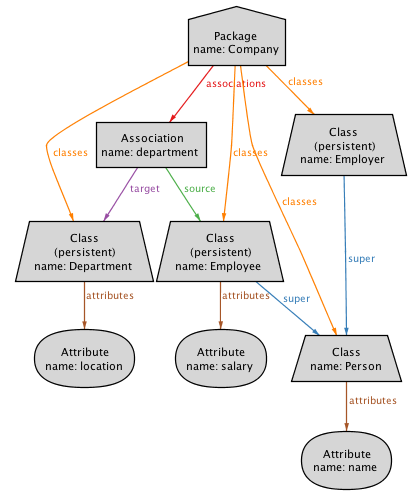 Package
name: Company
classes
associations
Association
name: department
Class
(persistent)
name: Employer
classes
classes
classes
target
source
Class
(persistent)
name: Department
Class
(persistent)
name: Employee
super
attributes
attributes
super
Attribute
name: location
Attribute
name: salary
Class
name: Person
attributes
Attribute
name: name